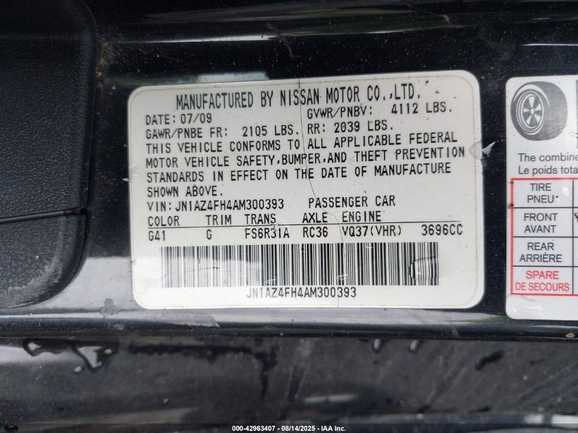 MANUFACTURED BY NISSAN MOTOR CO.,LTD.
DATE: 07/09 GVWR/PNBV: 4112 LBS.
GAWR/PNBE FR: 2105 LBS. RR: 2039 LBS.
THIS VEHICLE CONFORMS TO ALL APPLICABLE FEDERAL
MOTOR VEHICLE SAFETY, BUMPER, AND THEFT PREVENTION
STANDARDS IN EFFECT ON THE DATE OF MANUFACTURE
SHOWN ABOVE.
VIN: JN1AZ4FH4AM300393 PASSENGER CAR
COLOR TRIM TRANS AXLE ENGINE
G41 G FS6R31A RC36 VQ37(VHR) 3696CC
JN1AZ4FH4AM300393
The combine
Le poids tota
TIRE
PNEU
FRONT
AVANT
REAR
ARRIÈRE
SPARE
DE SECOURS
000-42963407 - 08/14/2025 - IAA Inc.